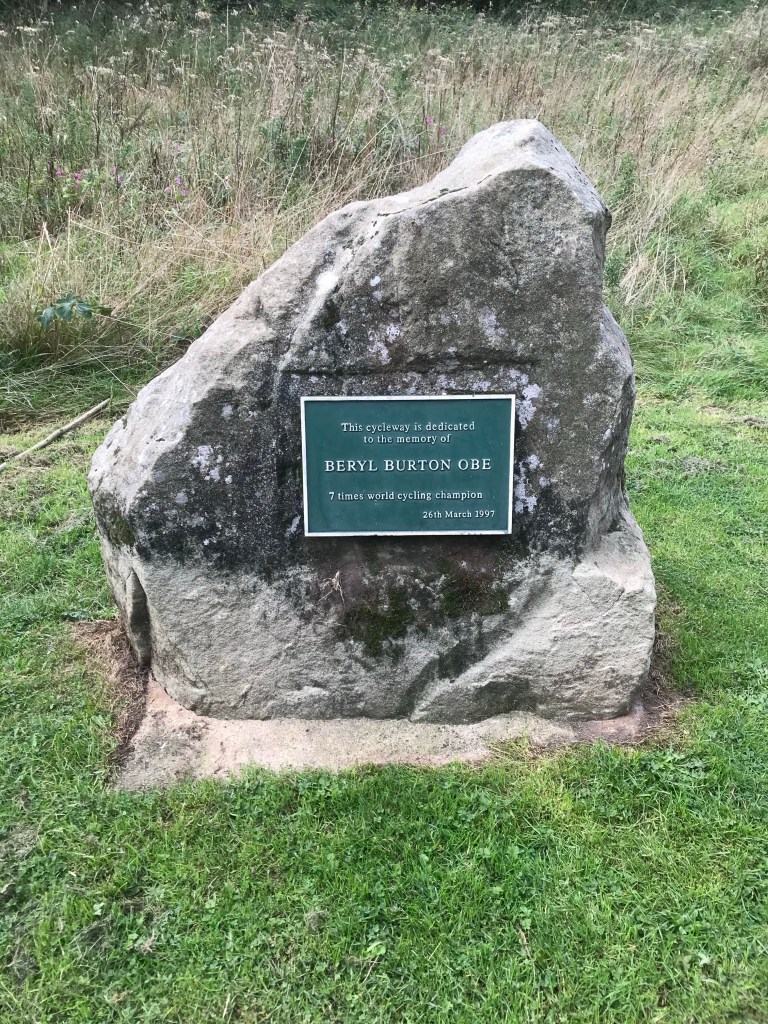 This cycleway is dedicated
to the memory of
BERYL BURTON OBE
7 times world cycling champion
26th March 1997